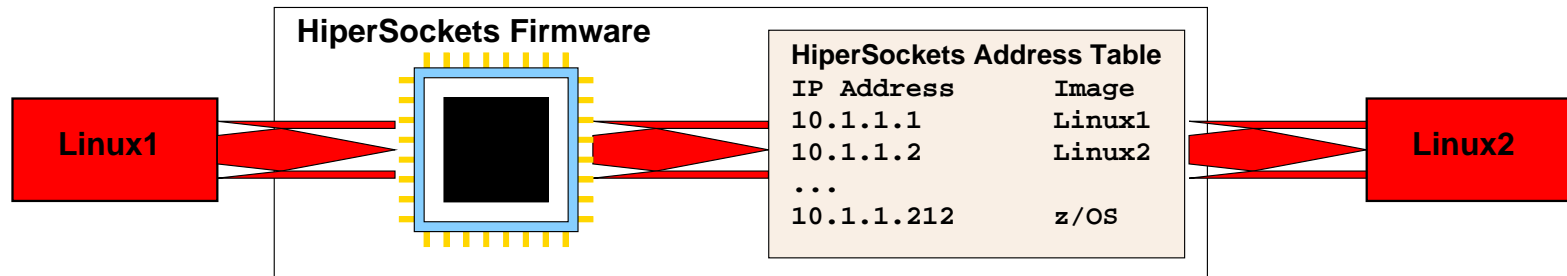 HiperSockets Firmware
Linux1
HiperSockets Address Table
IP Address Image
10.1.1.1 Linux1
10.1.1.2 Linux2
...
10.1.1.212 z/OS
Linux2